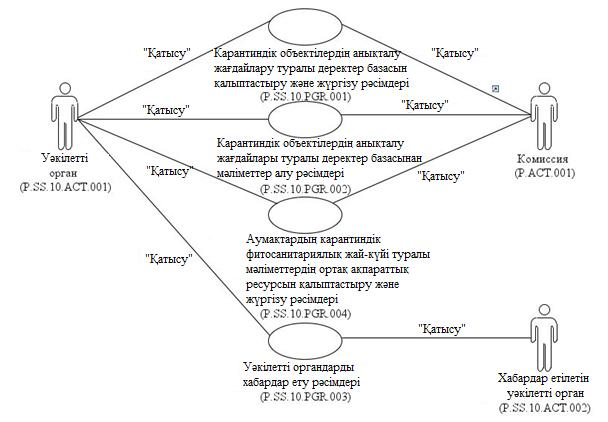 "Қатысу"
"Қатысу"
Карантиндік объектілердің анықталу
жағдайлары туралы деректер базасын
қалыптастыру және жүргізу рәсімдері
(P.SS.10.PGR.001)
"Қатысу"
"Қатысу"
Карантиндік объектілердің анықталу
жағдайлары туралы деректер базасынан
мәліметтер алу рәсімдері
(P.SS.10.PGR.002)
Уәкілетті
орган
(P.SS.10.ACT.001)
Комиссия
(P.ACT.001)
"Қатысу"
"Қатысу"
Аумақтардың карантиндік
фитосанитариялық жай-күйі туралы
мәліметтердің ортақ ақпараттық
ресурсын қалыптастыру және
жүргізу рәсімдері
(P.SS.10.PGR.004)
"Қатысу"
"Қатысу"
Уәкілетті органдарды
хабардар ету рәсімдері
(P.SS.10.PGR.003)
Хабардар етілетін
уәкілетті орган
(P.SS.10.ACT.002)